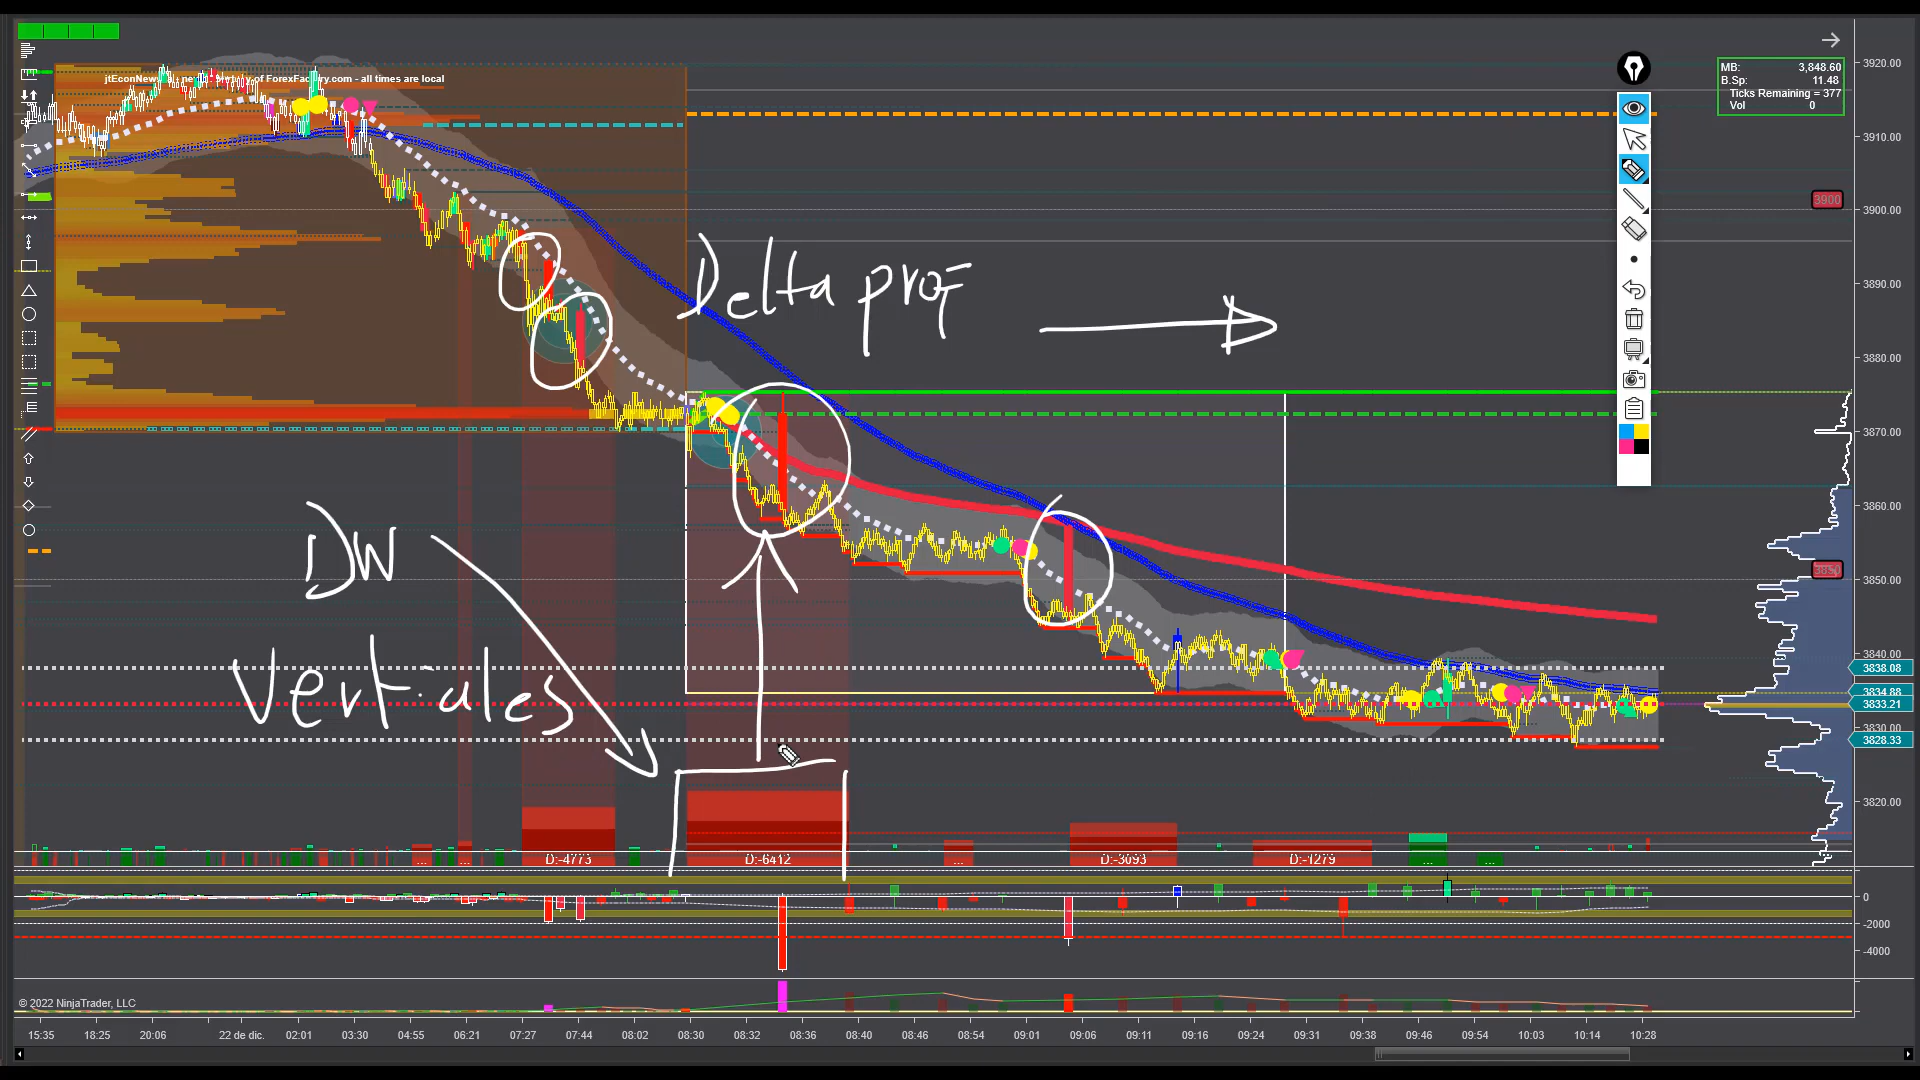 jtEconNews
of ForexFactory.com - all times are local
MB: 3,848.60
B.Sp: 11.48
Ticks Remaining = 377
Vol 0
3920.00
3910.00
3900
3900.00
3890.00
3880.00
3870.00
3860.00
3850
3850.00
3840.00
3838.08
3834.88
3833.21
3830.00
3828.33
3820.00
Delta prof
DW
Verticales
... ... D:-4773 D:-6412 ... D:-3093 D:-1279 ... ...
0
-2000
-4000
© 2022 NinjaTrader, LLC
15:35 18:25 20:06 22 de dic. 02:01 03:30 04:55 06:21 07:27 07:44 08:02 08:30 08:32 08:36 08:40 08:46 08:54 09:01 09:06 09:11 09:16 09:24 09:31 09:38 09:46 09:54 10:03 10:14 10:28